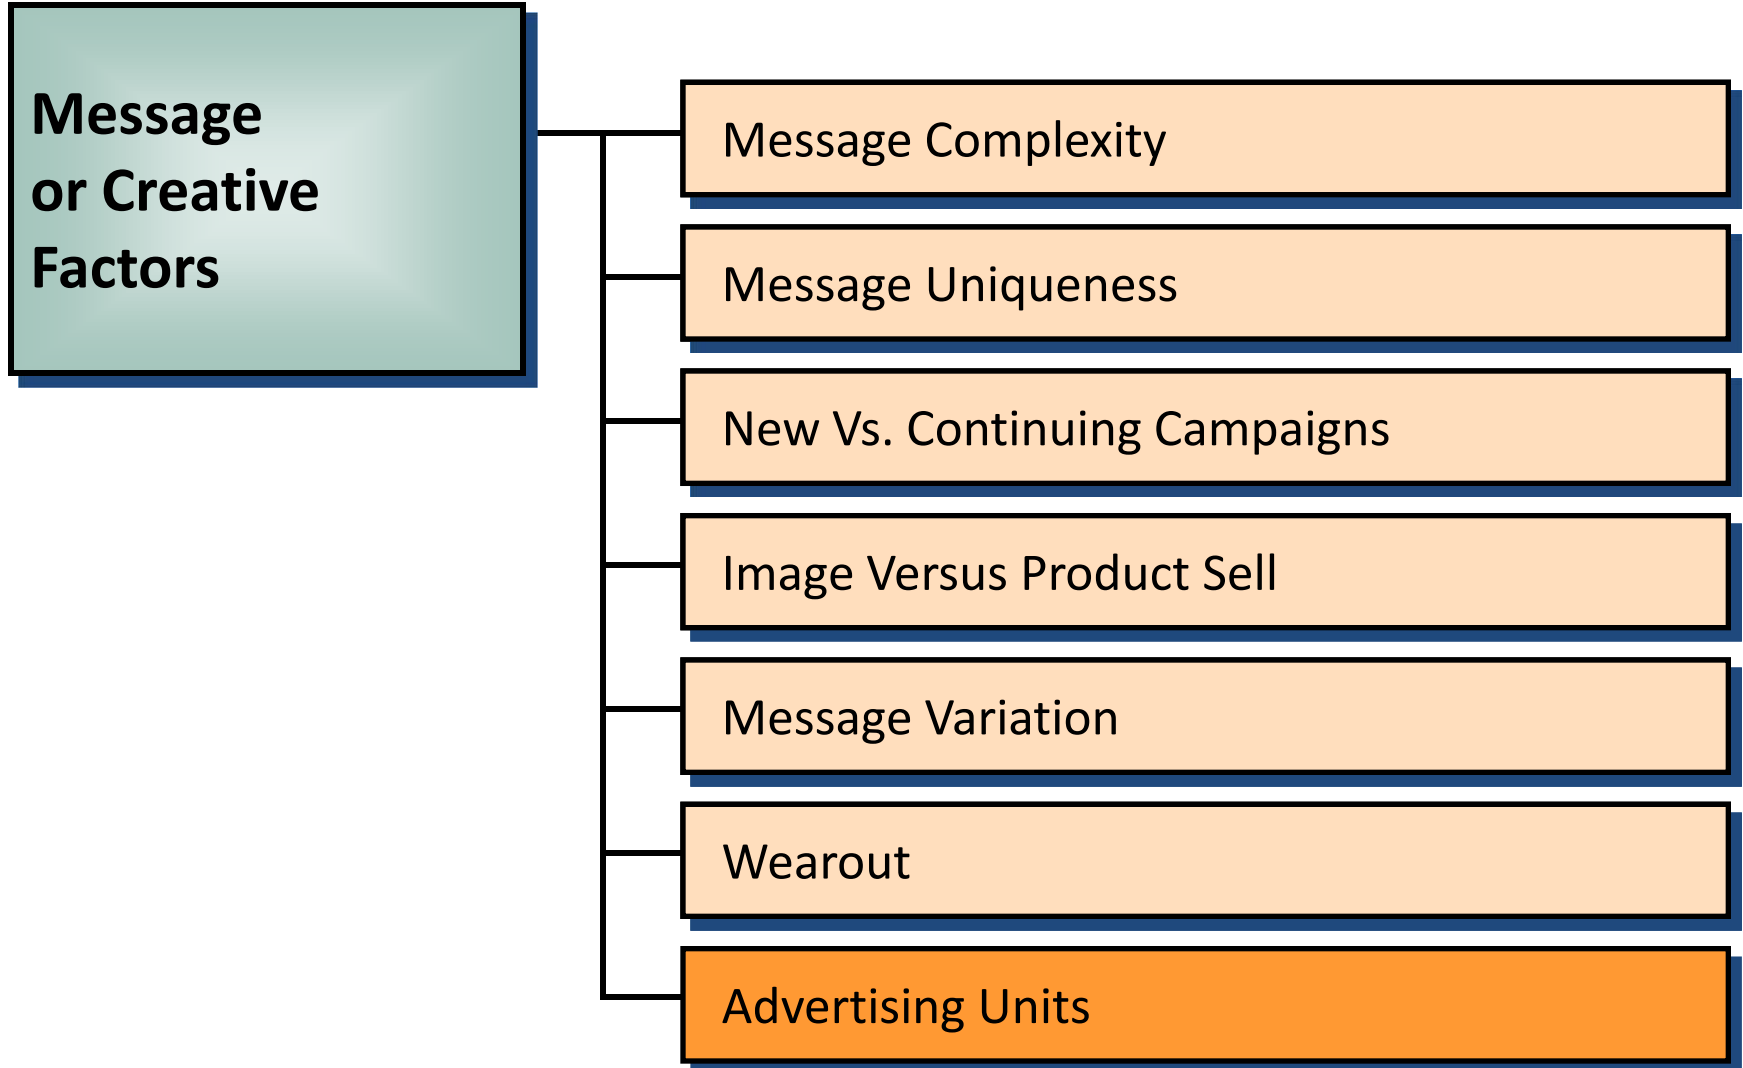 Message
or Creative
Factors
Message Complexity
Message Uniqueness
New Vs. Continuing Campaigns
Image Versus Product Sell
Message Variation
Wearout
Advertising Units